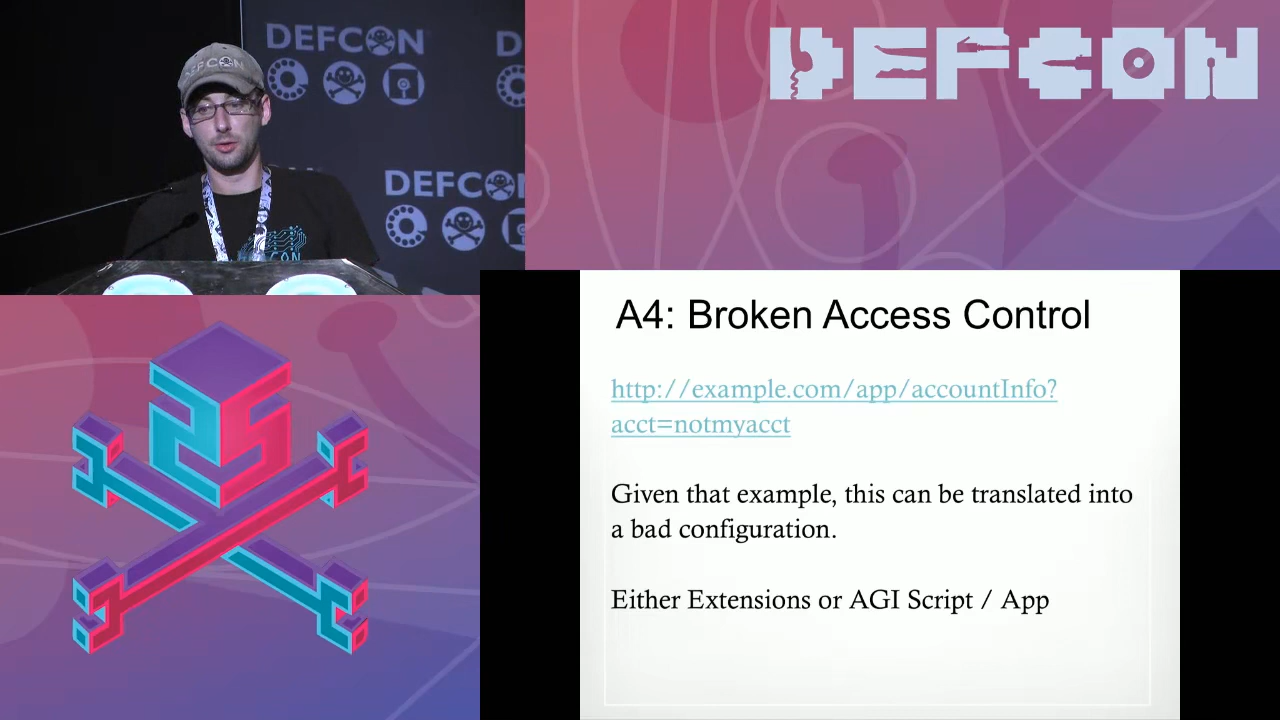 DEFCON
DEFCON
D
DEFCON
DEFCON
A4: Broken Access Control
http://example.com/app/accountInfo?
acct=notmyacct
Given that example, this can be translated into
a bad configuration.
Either Extensions or AGI Script / App
25